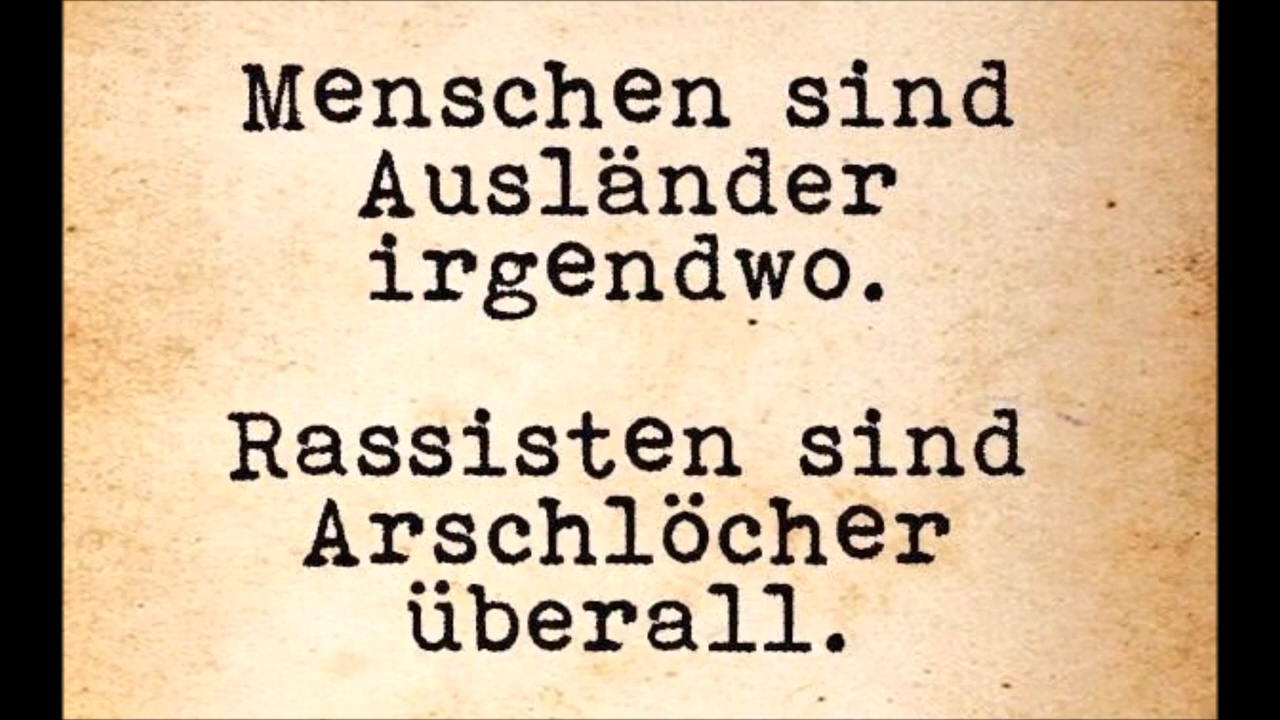 Menschen sind
Ausländer
irgendwo.
Rassisten sind
Arschlöcher
überall.